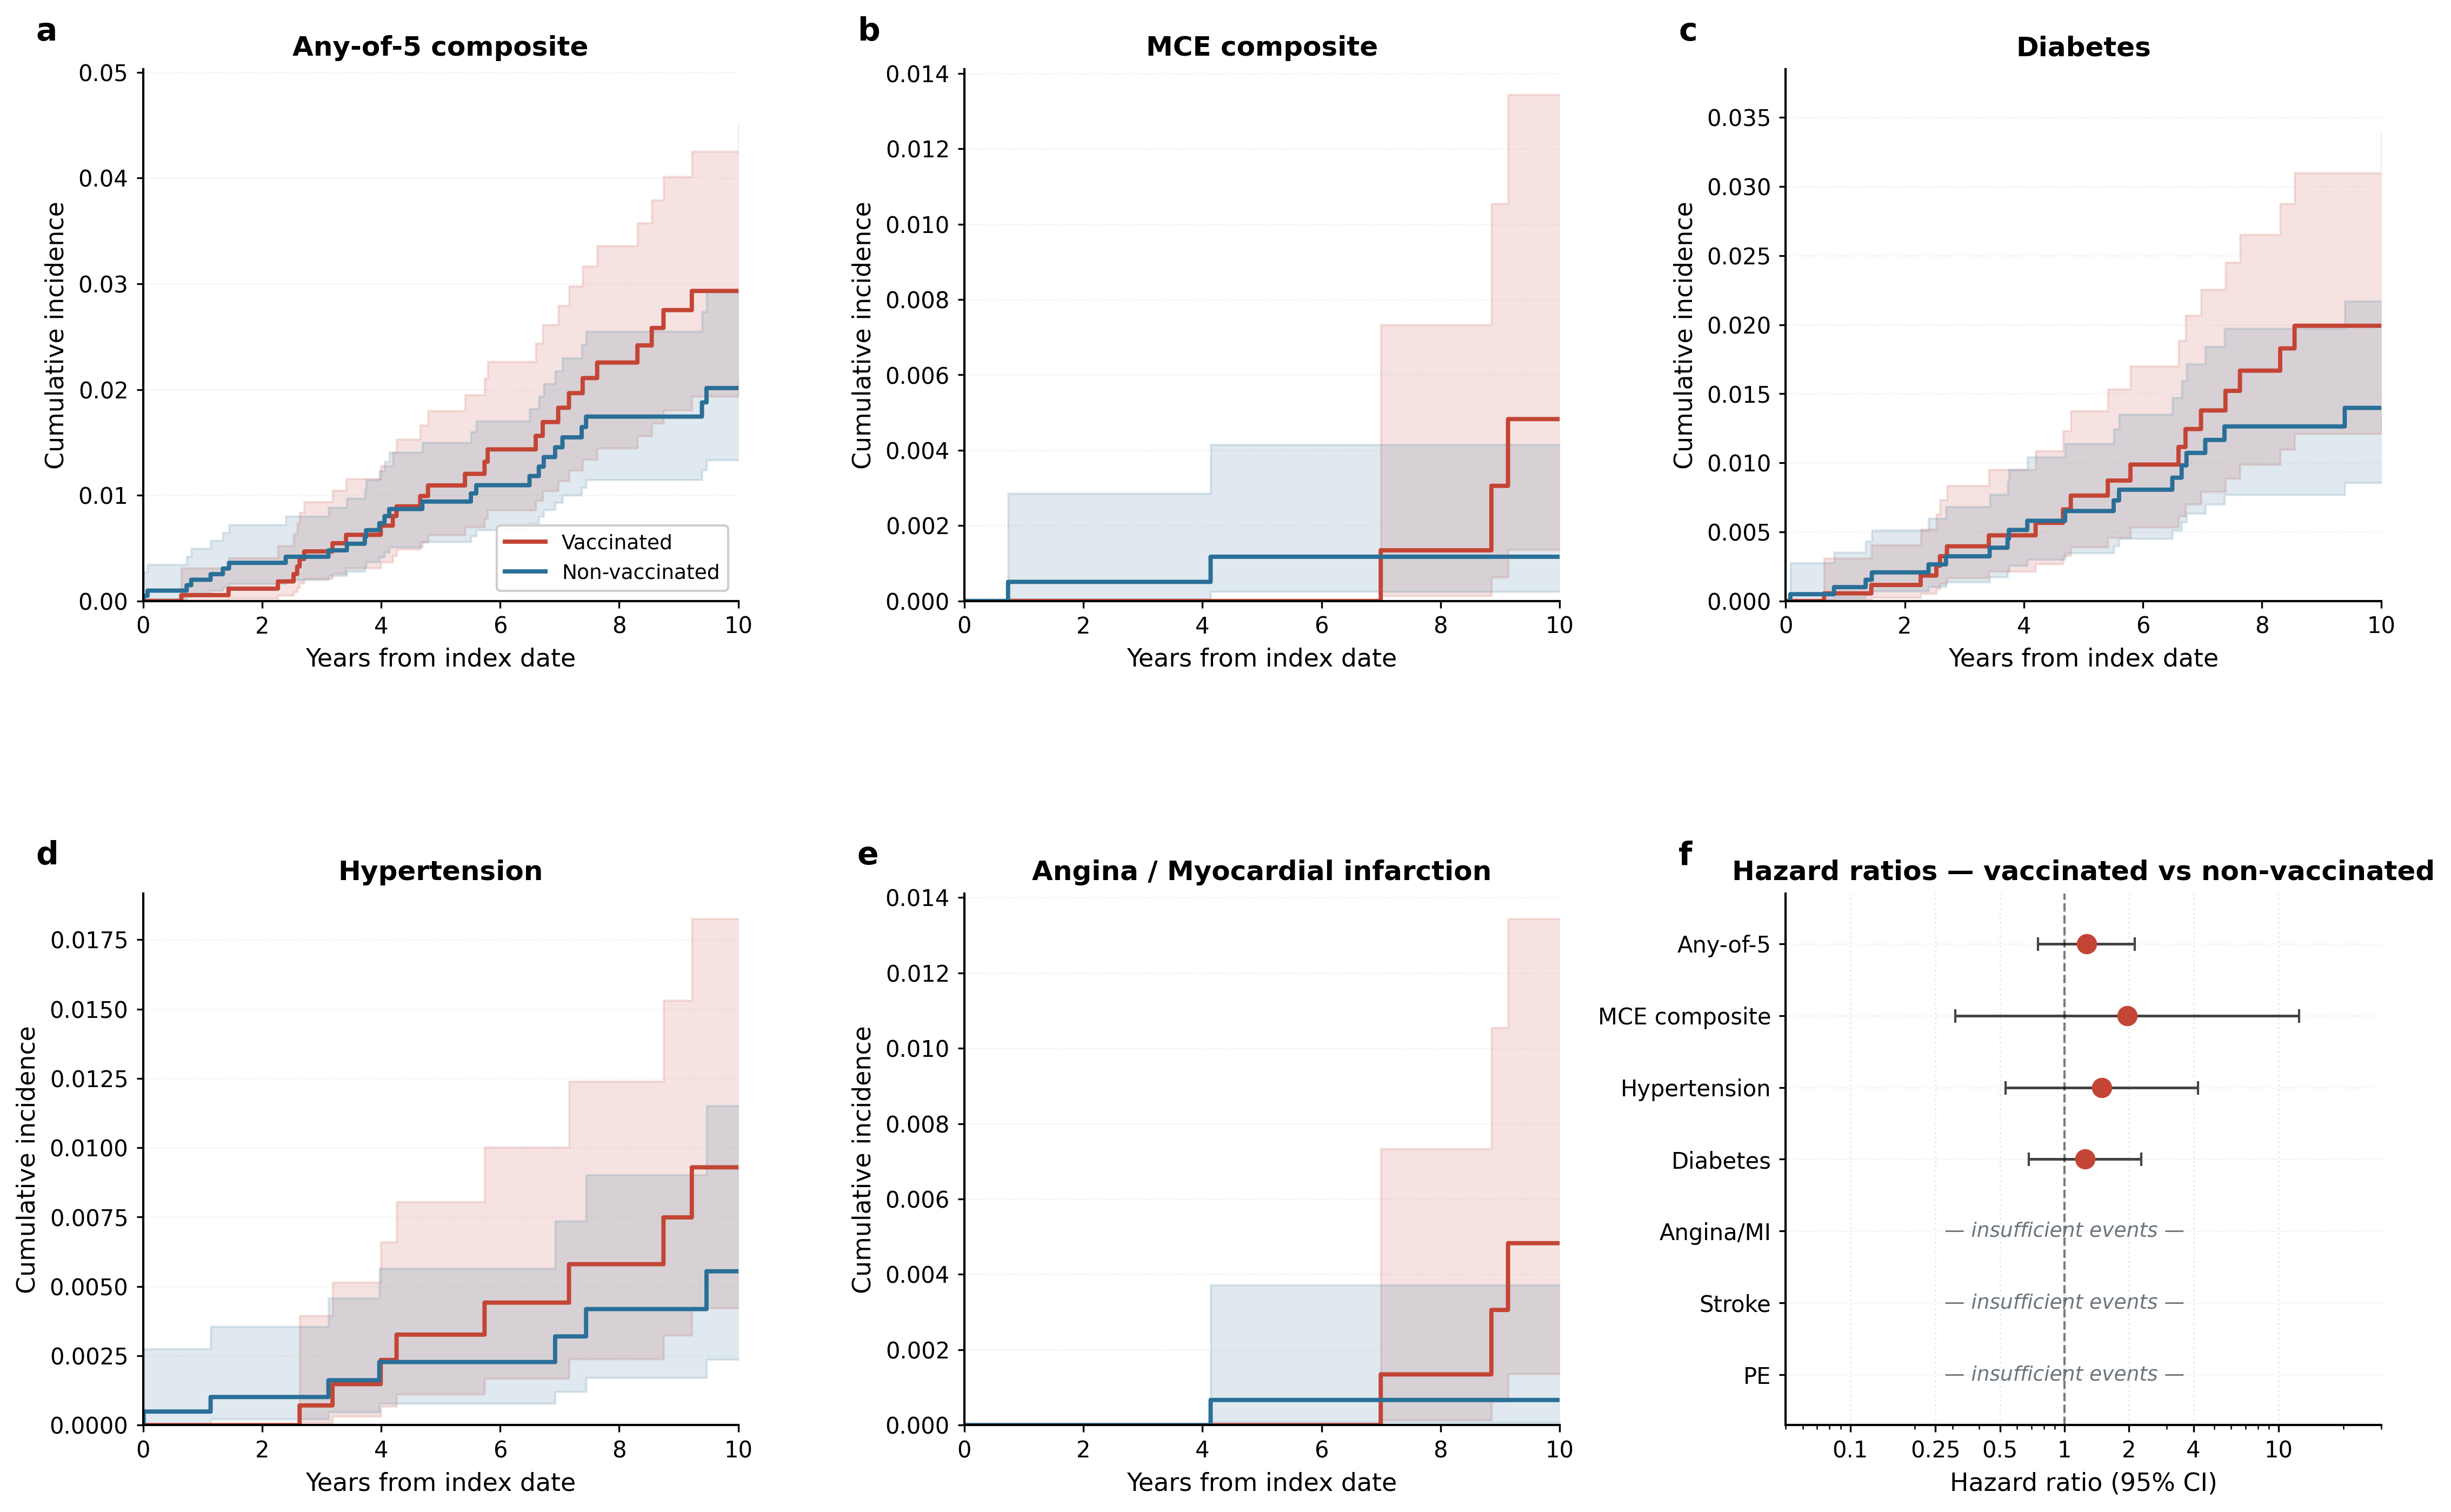 a
Any-of-5 composite
0.05
0.04
0.03
0.02
0.01
0.00
Cumulative incidence
Vaccinated
Non-vaccinated
0 2 4 6 8 10
Years from index date
b
MCE composite
0.014
0.012
0.010
0.008
0.006
0.004
0.002
0.000
Cumulative incidence
0 2 4 6 8 10
Years from index date
c
Diabetes
0.035
0.030
0.025
0.020
0.015
0.010
0.005
0.000
Cumulative incidence
0 2 4 6 8 10
Years from index date
d
Hypertension
0.0175
0.0150
0.0125
0.0100
0.0075
0.0050
0.0025
0.0000
Cumulative incidence
0 2 4 6 8 10
Years from index date
e
Angina / Myocardial infarction
0.014
0.012
0.010
0.008
0.006
0.004
0.002
0.000
Cumulative incidence
0 2 4 6 8 10
Years from index date
f
Hazard ratios — vaccinated vs non-vaccinated
Any-of-5
MCE composite
Hypertension
Diabetes
Angina/MI — insufficient events —
Stroke — insufficient events —
PE — insufficient events —
0.1 0.25 0.5 1 2 4 10
Hazard ratio (95% CI)